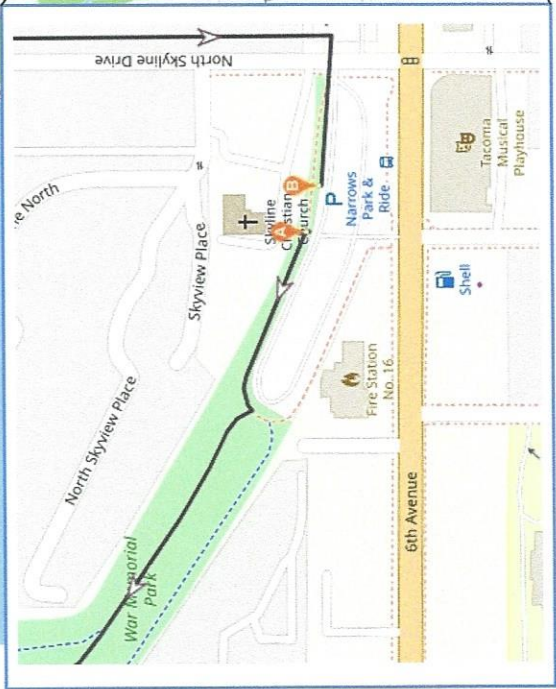 North Skyline Drive
re North
Skyview Place
North Skyview Place
Skyline
Christian
Church
B
A
P
Narrows
Park &
Ride
Tacoma
Musical
Playhouse
Shell
Fire Station
No. 16
6th Avenue
War Memorial
Park